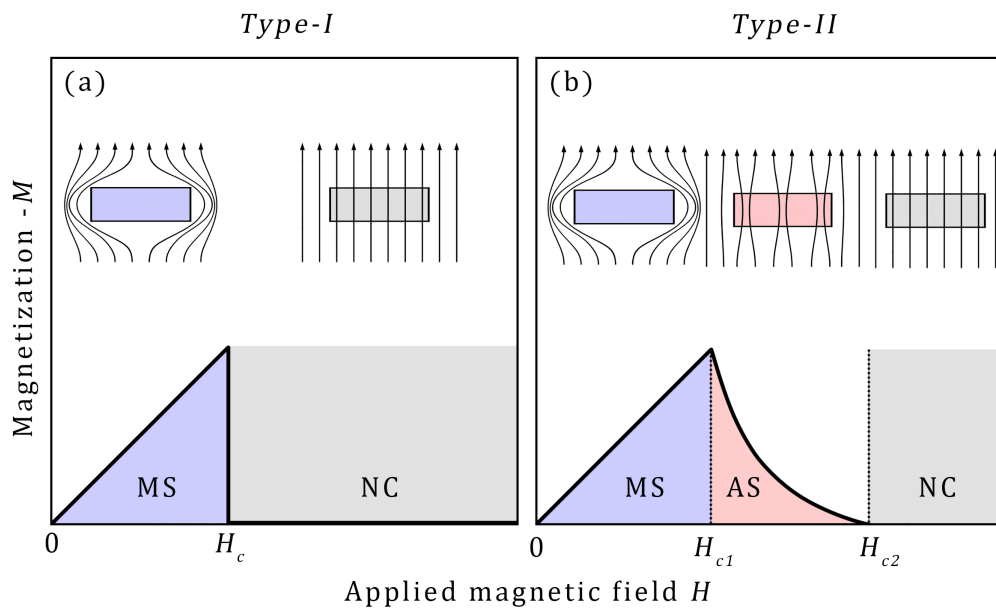 Type-I
Type-II
(a)
(b)
Magnetization -M
MS
NC
MS
AS
NC
0
H_c
0
H_c1
H_c2
Applied magnetic field H